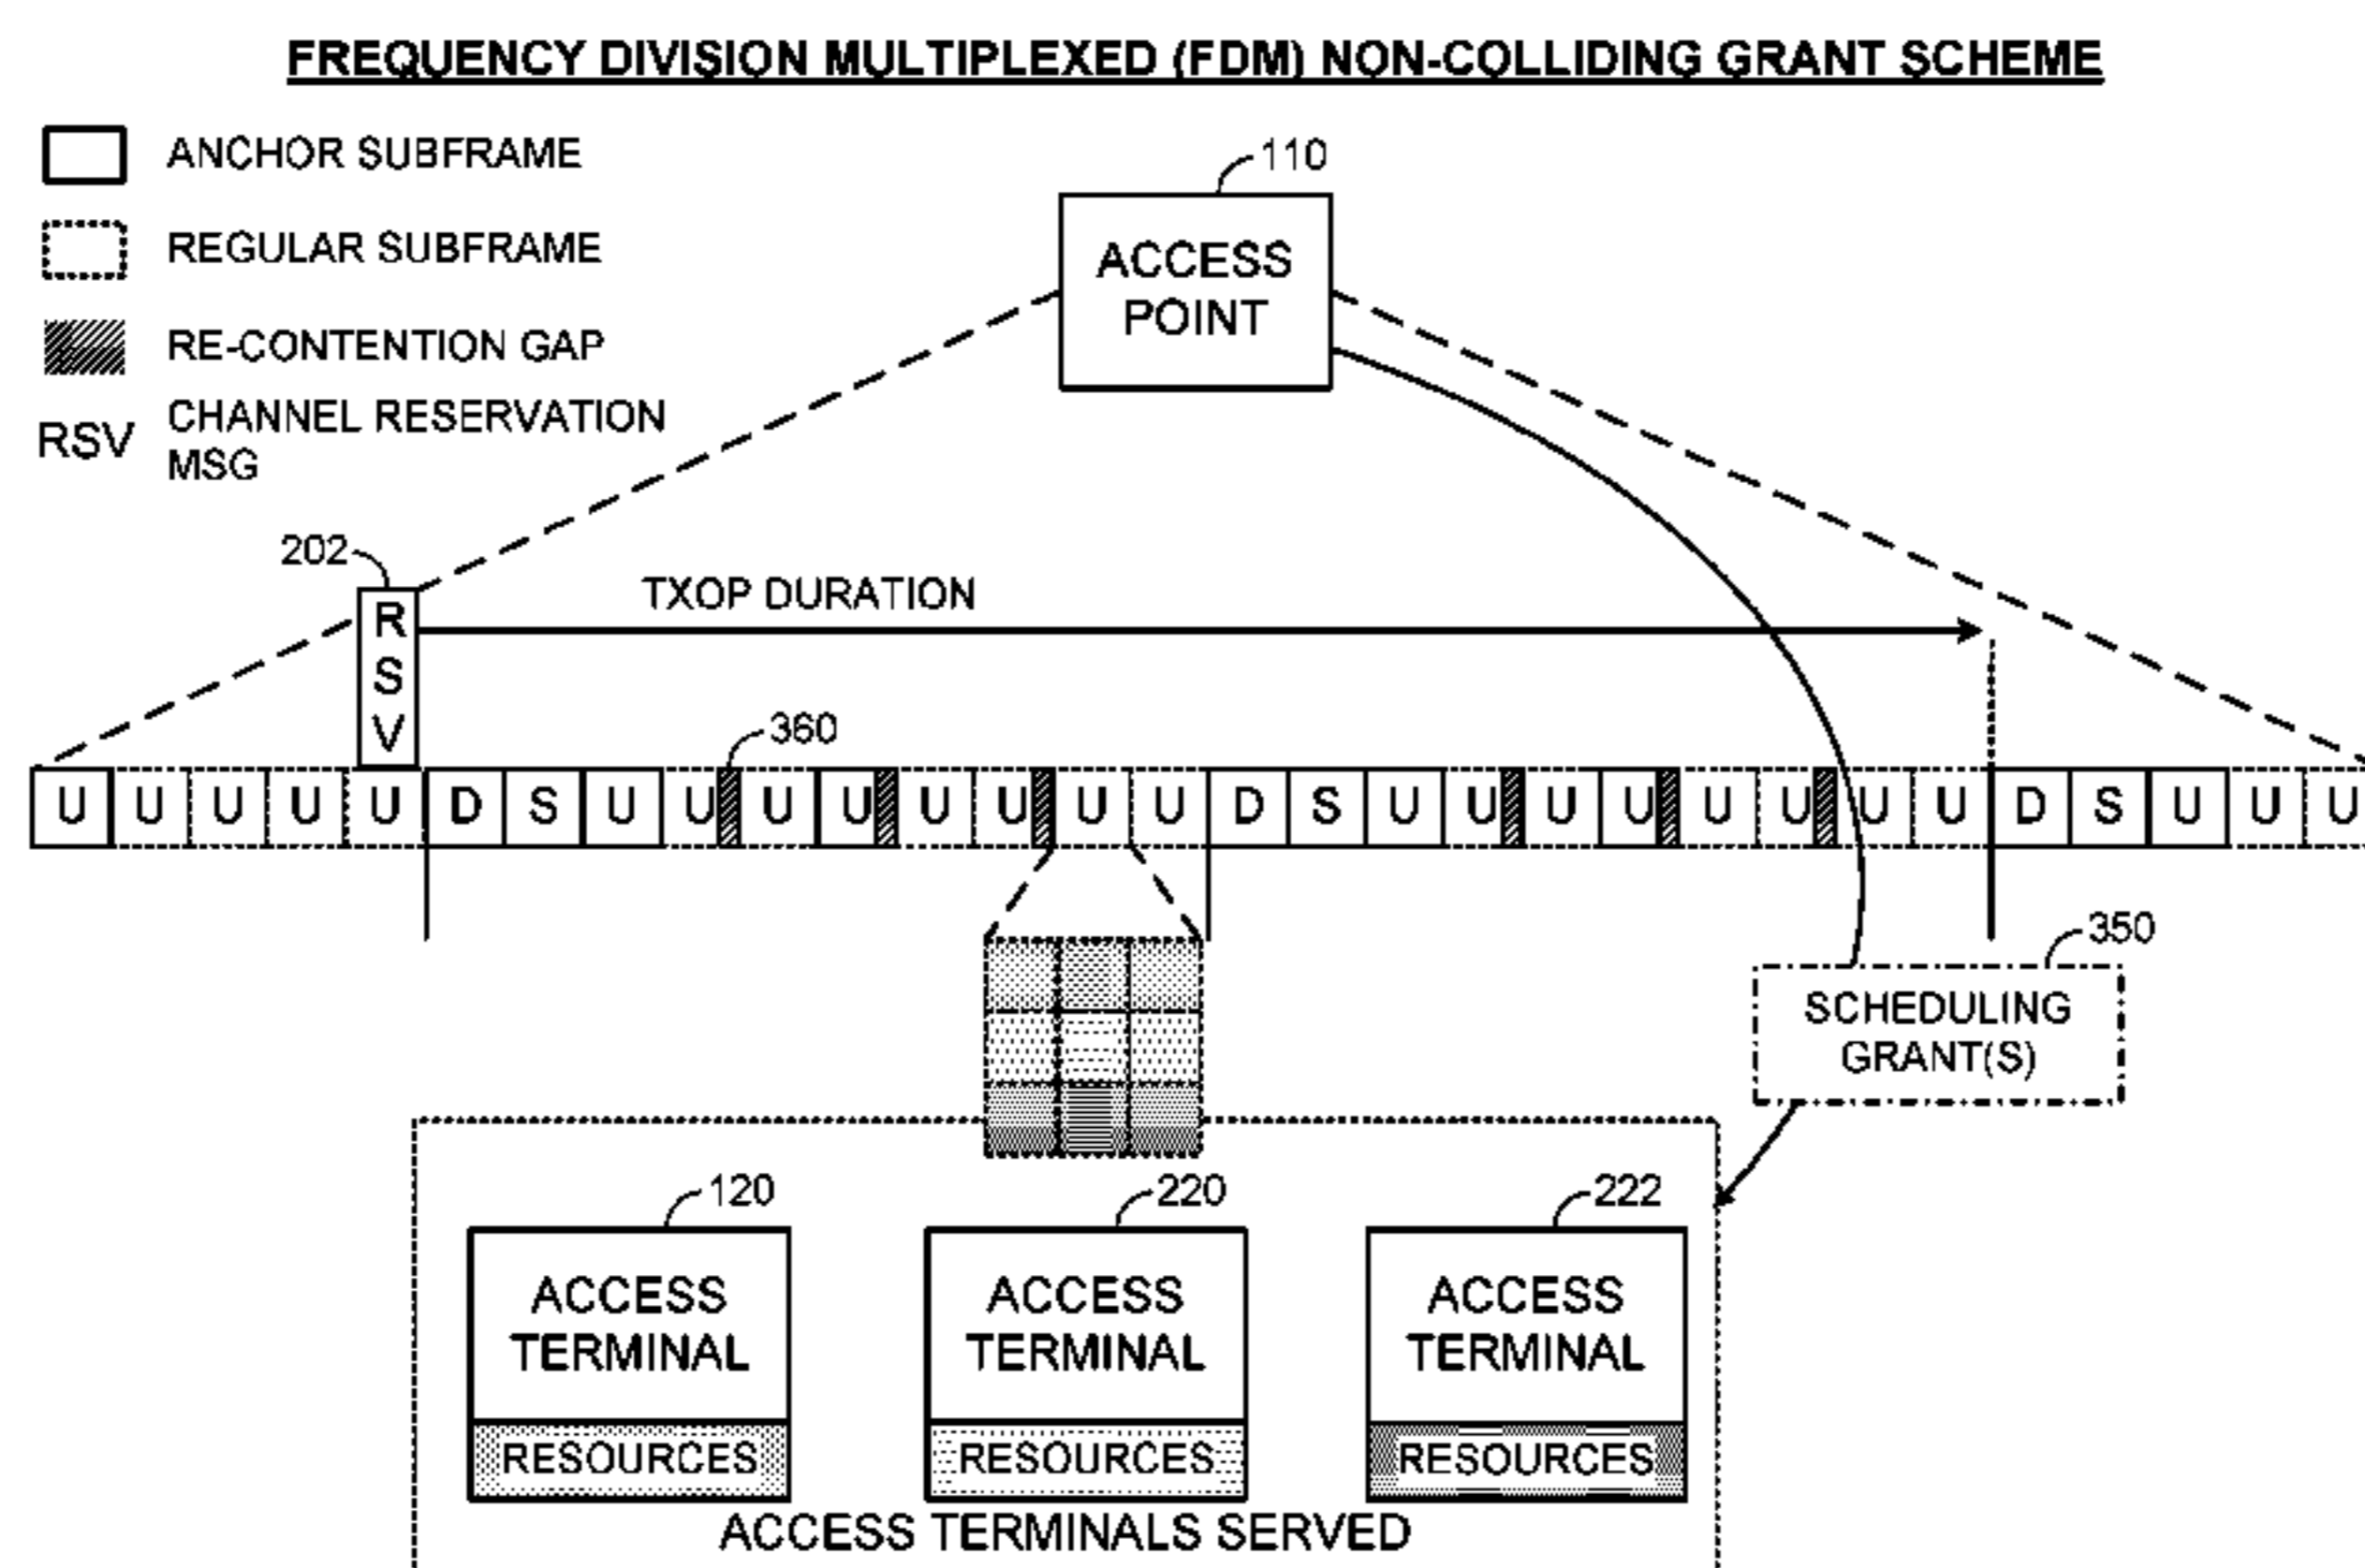 FREQUENCY DIVISION MULTIPLEXED (FDM) NON-COLLIDING GRANT SCHEME
ANCHOR SUBFRAME
REGULAR SUBFRAME
RE-CONTENTION GAP
RSV
CHANNEL RESERVATION
MSG
110
ACCESS
POINT
202
R
S
V
TXOP DURATION
360
U U U U U D S U U U U U U U U D S U U U U U U U U D S U U U
350
SCHEDULING
GRANT(S)
120
220
222
ACCESS
TERMINAL
RESOURCES
ACCESS
TERMINAL
RESOURCES
ACCESS
TERMINAL
RESOURCES
ACCESS TERMINALS SERVED